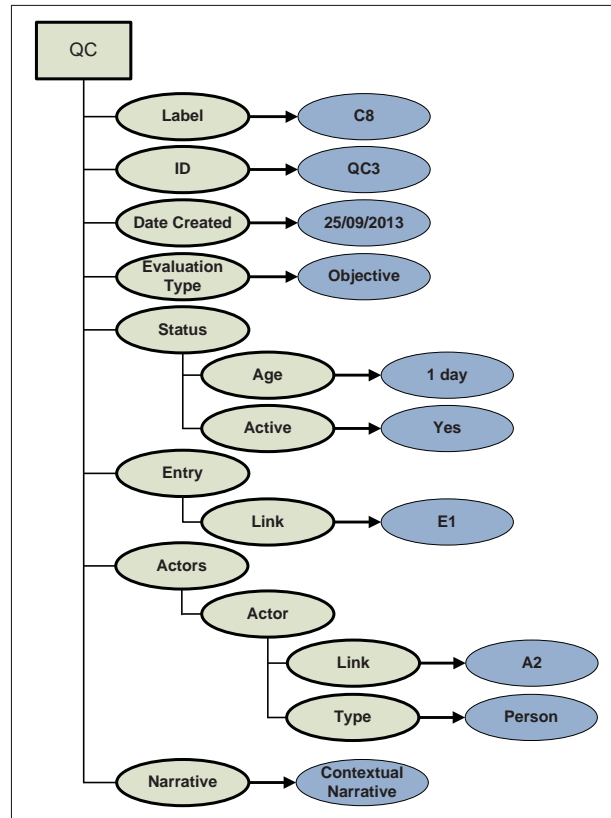 QC
Label C8
ID QC3
Date Created 25/09/2013
Evaluation
Type
Objective
Status
Age 1 day
Active Yes
Entry
Link E1
Actors
Actor
Link A2
Type Person
Narrative
Contextual
Narrative